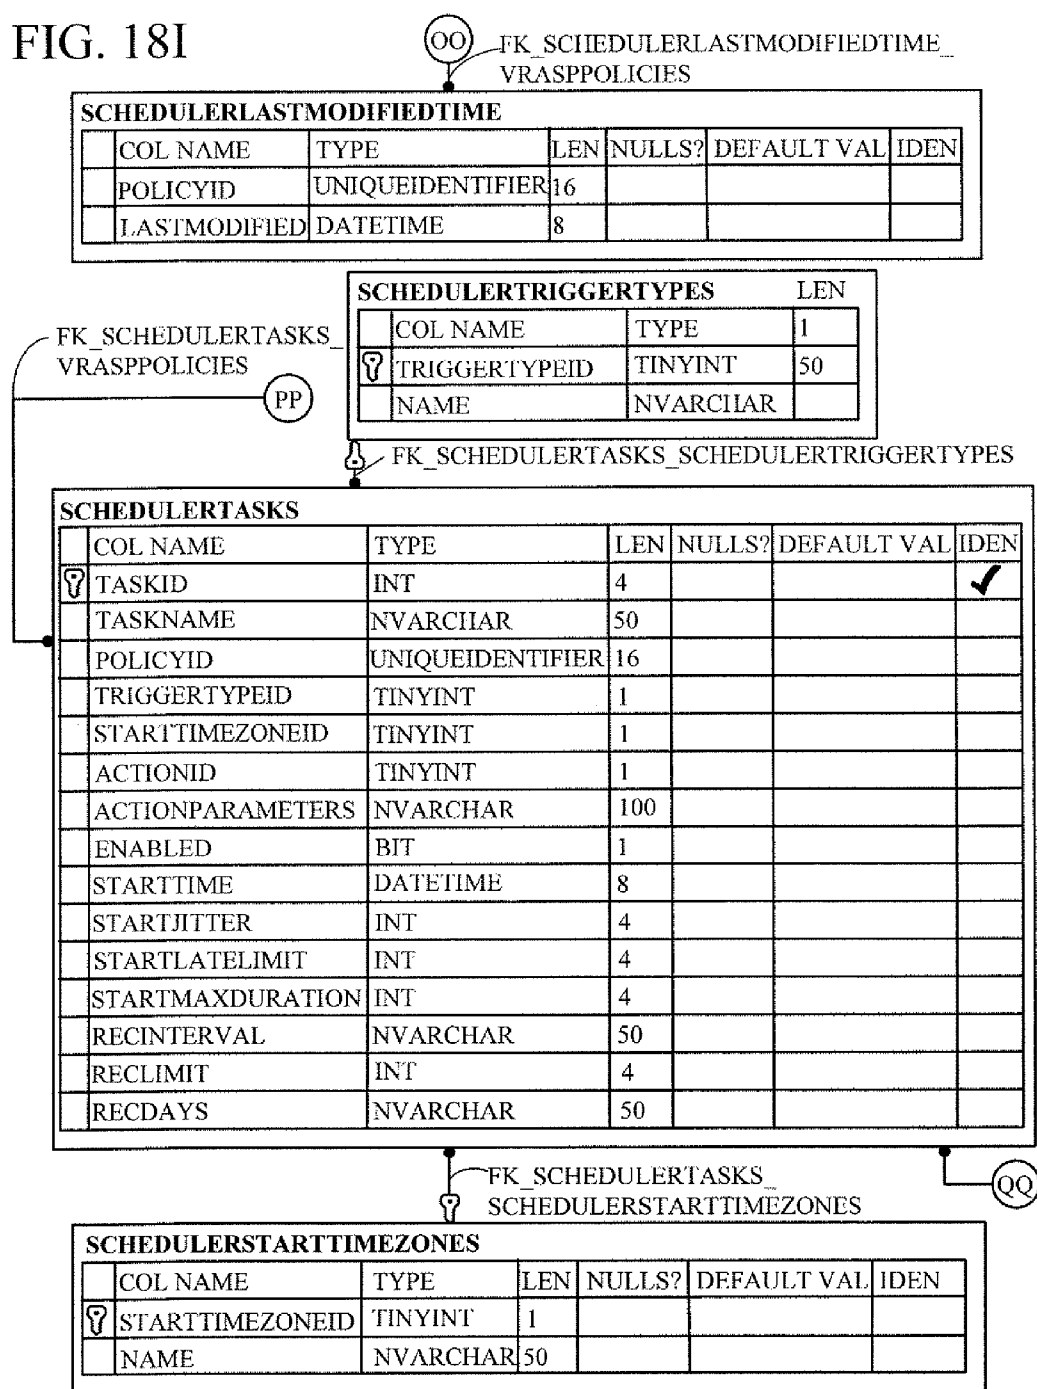 FIG. 18I
OO
FK_SCHEDULERLASTMODIFIEDTIME_
VRASPPOLICIES
SCHEDULERLASTMODIFIEDTIME
COL NAME TYPE LEN NULLS? DEFAULT VAL IDEN
POLICYID UNIQUEIDENTIFIER 16
LASTMODIFIED DATETIME 8
SCHEDULERTRIGGERTYPES LEN
COL NAME TYPE 1
TRIGGERTYPEID TINYINT 50
NAME NVARCHAR
FK_SCHEDULERTASKS_
VRASPPOLICIES
PP
FK_SCHEDULERTASKS_SCHEDULERTRIGGERTYPES
SCHEDULERTASKS
COL NAME TYPE LEN NULLS? DEFAULT VAL IDEN
TASKID INT 4 ✓
TASKNAME NVARCHAR 50
POLICYID UNIQUEIDENTIFIER 16
TRIGGERTYPEID TINYINT 1
STARTTIMEZONEID TINYINT 1
ACTIONID TINYINT 1
ACTIONPARAMETERS NVARCHAR 100
ENABLED BIT 1
STARTTIME DATETIME 8
STARTJITTER INT 4
STARTLATELIMIT INT 4
STARTMAXDURATION INT 4
RECINTERVAL NVARCHAR 50
RECLIMIT INT 4
RECDAYS NVARCHAR 50
FK_SCHEDULERTASKS_
SCHEDULERSTARTTIMEZONES
QQ
SCHEDULERSTARTTIMEZONES
COL NAME TYPE LEN NULLS? DEFAULT VAL IDEN
STARTTIMEZONEID TINYINT 1
NAME NVARCHAR 50